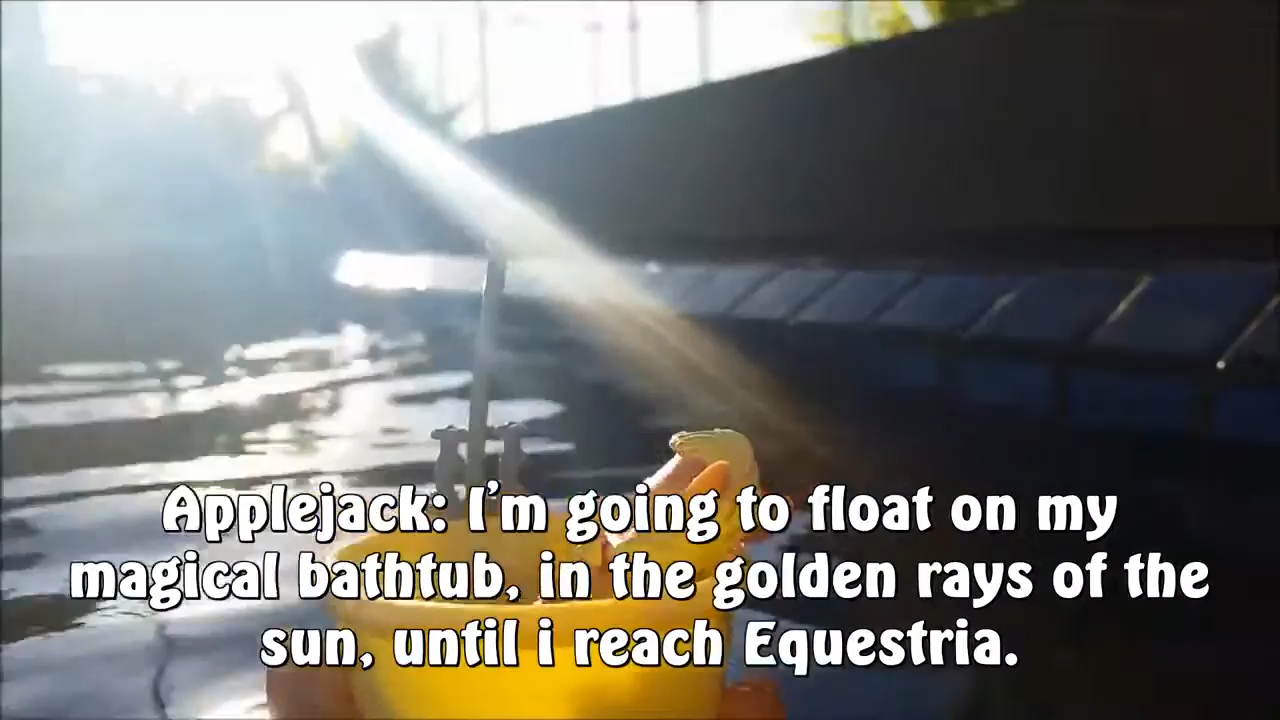 Applejack: I'm going to float on my
magical bathtub, in the golden rays of the
sun, until i reach Equestria.